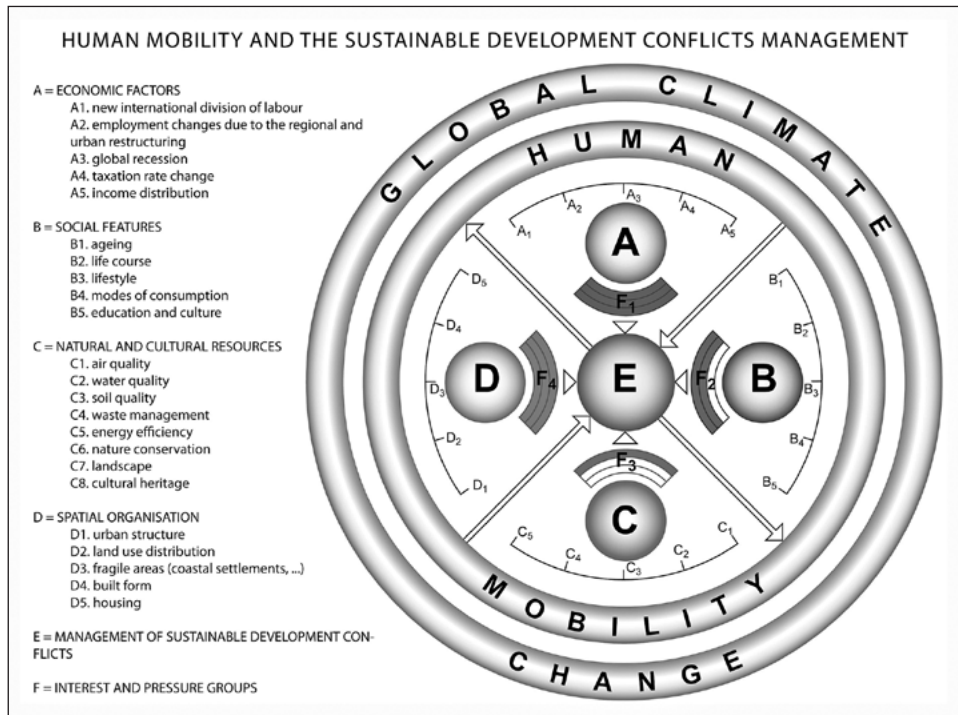 HUMAN MOBILITY AND THE SUSTAINABLE DEVELOPMENT CONFLICTS MANAGEMENT
A = ECONOMIC FACTORS
A1. new international division of labour
A2. employment changes due to the regional and
urban restructuring
A3. global recession
A4. taxation rate change
A5. income distribution
B = SOCIAL FEATURES
B1. ageing
B2. life course
B3. lifestyle
B4. modes of consumption
B5. education and culture
C = NATURAL AND CULTURAL RESOURCES
C1. air quality
C2. water quality
C3. soil quality
C4. waste management
C5. energy efficiency
C6. nature conservation
C7. landscape
C8. cultural heritage
D = SPATIAL ORGANISATION
D1. urban structure
D2. land use distribution
D3. fragile areas (coastal settlements, ...)
D4. built form
D5. housing
E = MANAGEMENT OF SUSTAINABLE DEVELOPMENT CON-
FLICTS
F = INTEREST AND PRESSURE GROUPS
GLOBAL CLIMATE
HUMAN
A1 A2 A3 A4 A5
A
F1
D5 D4 D3 D2 D1
D
F4
E
F2
B
B1 B2 B3 B4 B5
F3
C
C5 C4 C3 C2 C1
MOBILITY
CHANGE